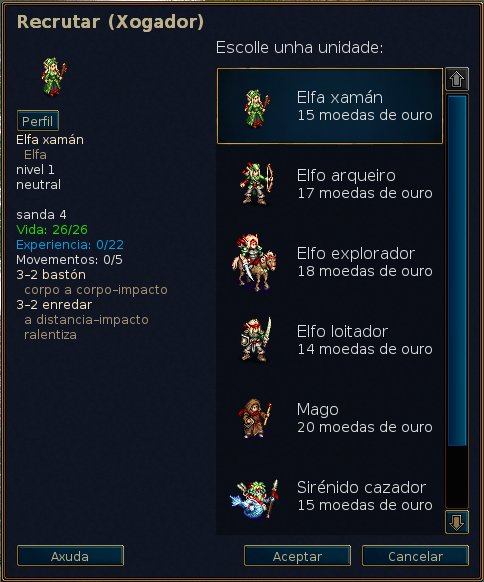 Recrutar (Xogador)
Perfil
Elfa xamán
Elfa
nivel 1
neutral
sanda 4
Vida: 26/26
Experiencia: 0/22
Movementos: 0/5
3–2 bastón
corpo a corpo–impacto
3–2 enredar
a distancia–impacto
ralentiza
Escolle unha unidade:
Elfa xamán
15 moedas de ouro
Elfo arqueiro
17 moedas de ouro
Elfo explorador
18 moedas de ouro
Elfo loitador
14 moedas de ouro
Mago
20 moedas de ouro
Sirénido cazador
15 moedas de ouro
Axuda
Aceptar
Cancelar